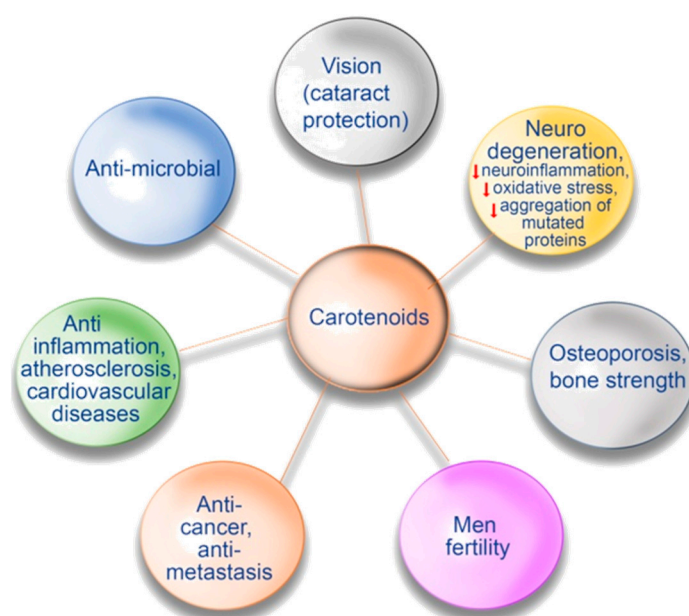 Vision
(cataract
protection)
Neuro
degeneration,
↓neuroinflammation,
↓ oxidative stress,
↓ aggregation of
mutated
proteins
Anti-microbial
Carotenoids
Anti
inflammation,
atherosclerosis,
cardiovascular
diseases
Osteoporosis,
bone strength
Anti-
cancer,
anti-
metastasis
Men
fertility